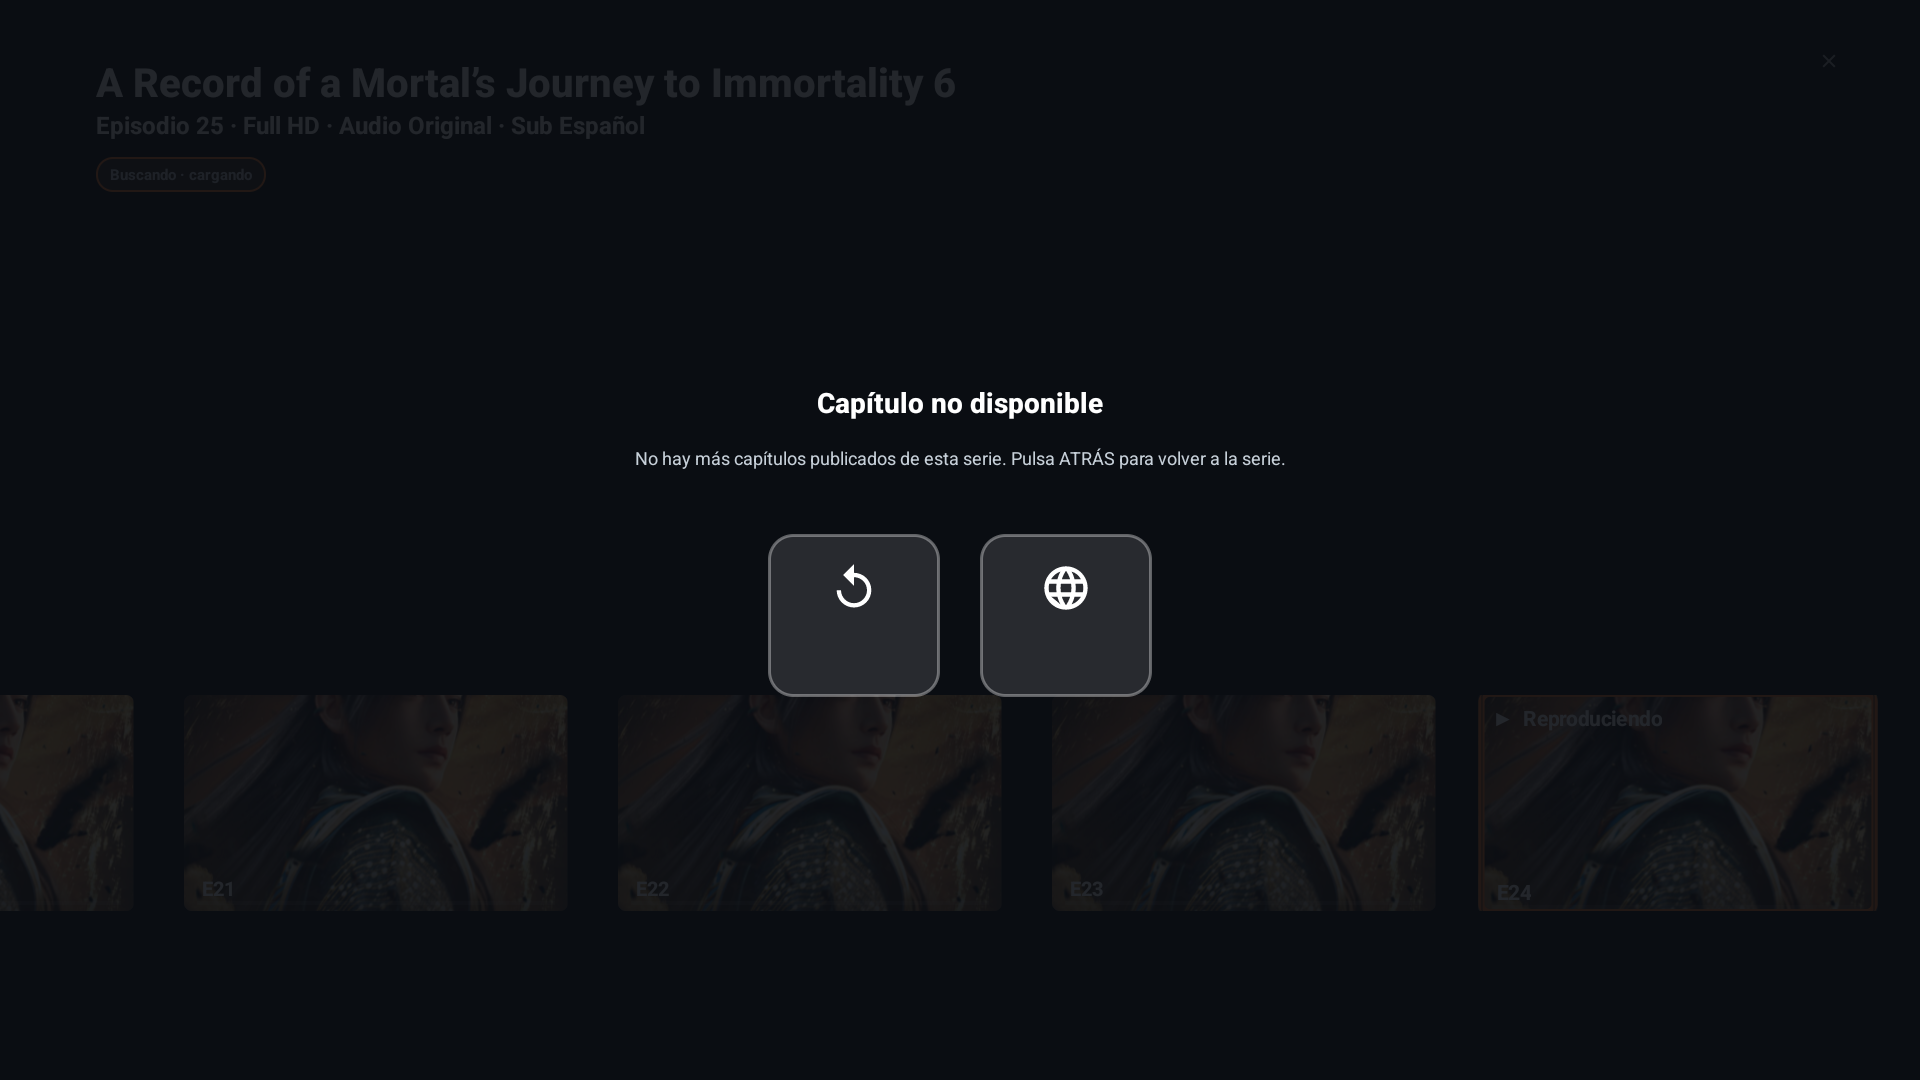 A Record of a Mortal’s Journey to Immortality 6
Episodio 25 · Full HD · Audio Original · Sub Español
Buscando · cargando
Capítulo no disponible
No hay más capítulos publicados de esta serie. Pulsa ATRÁS para volver a la serie.
Reproduciendo
E21
E22
E23
E24